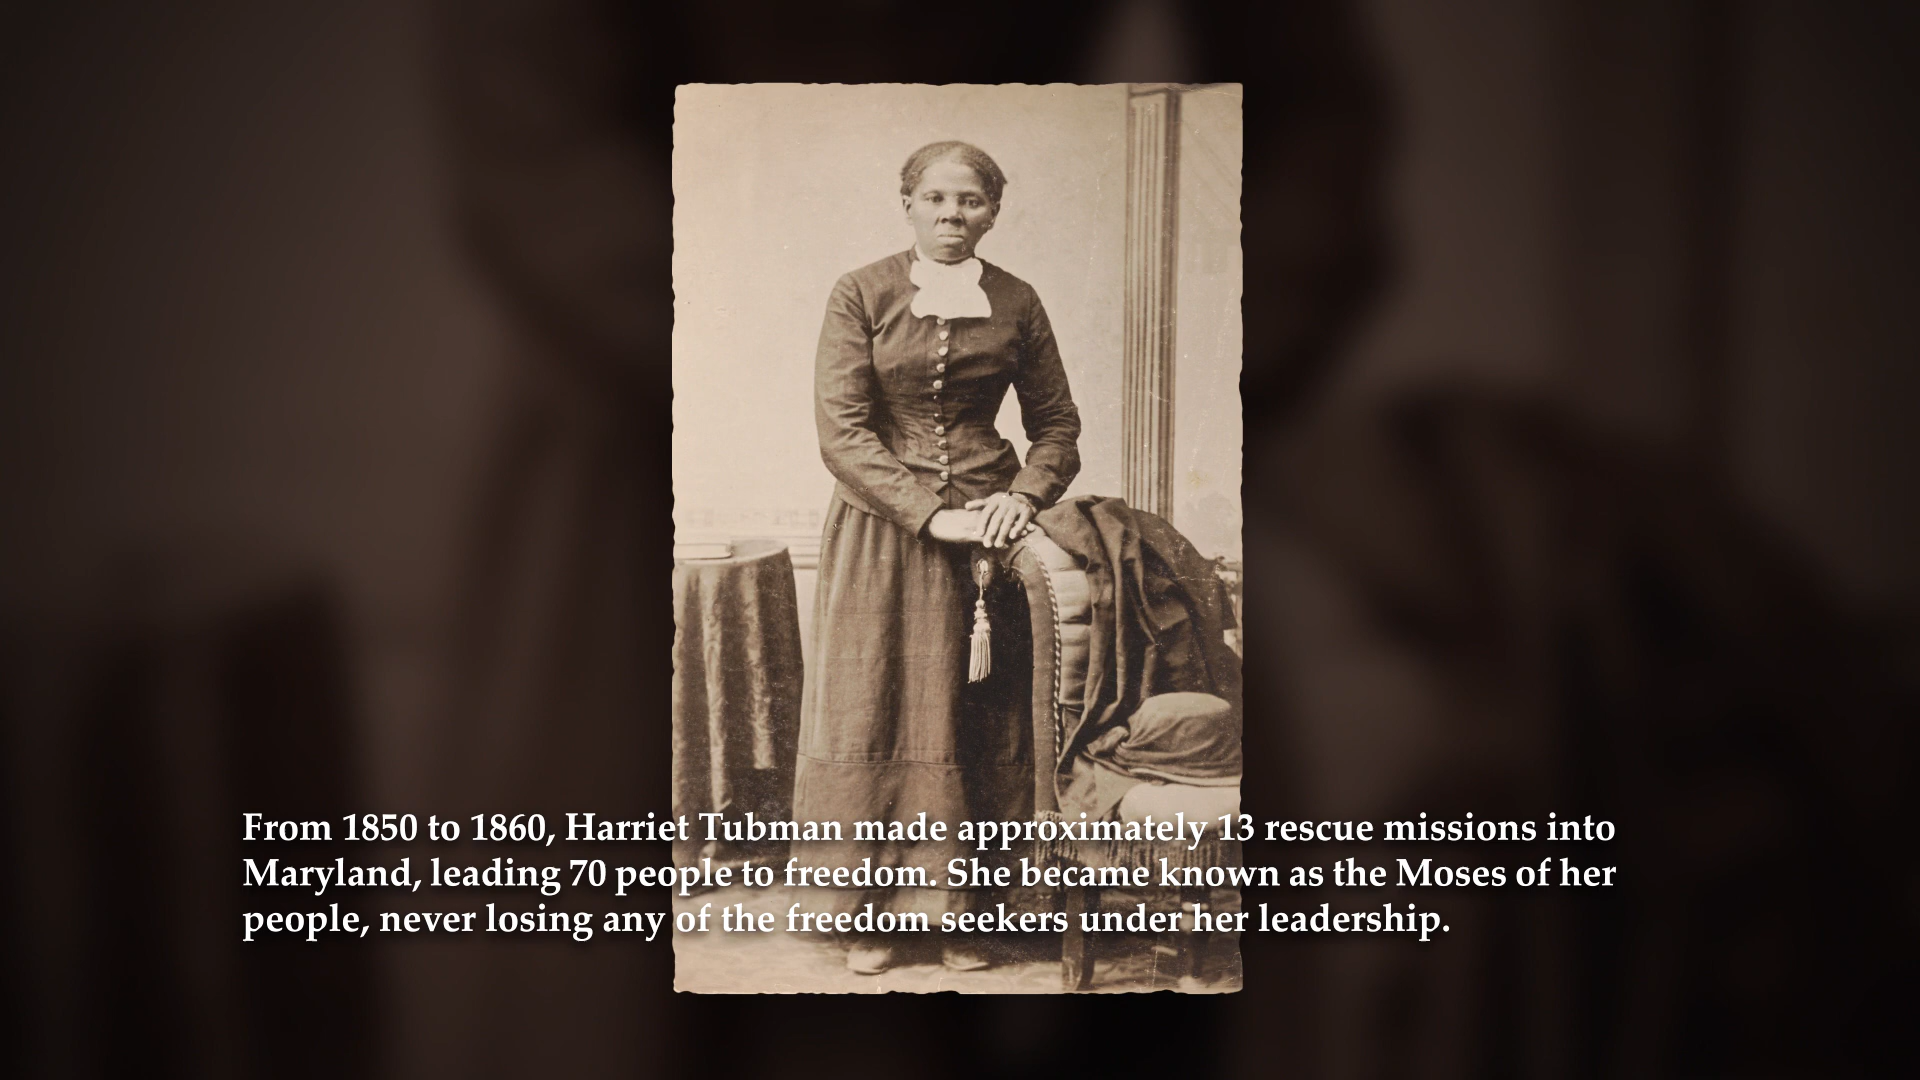 From 1850 to 1860, Harriet Tubman made approximately 13 rescue missions into
Maryland, leading 70 people to freedom. She became known as the Moses of her
people, never losing any of the freedom seekers under her leadership.